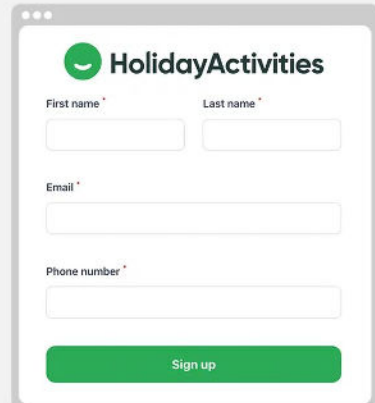 HolidayActivities
First name *
Last name *
Email *
Phone number *
Sign up